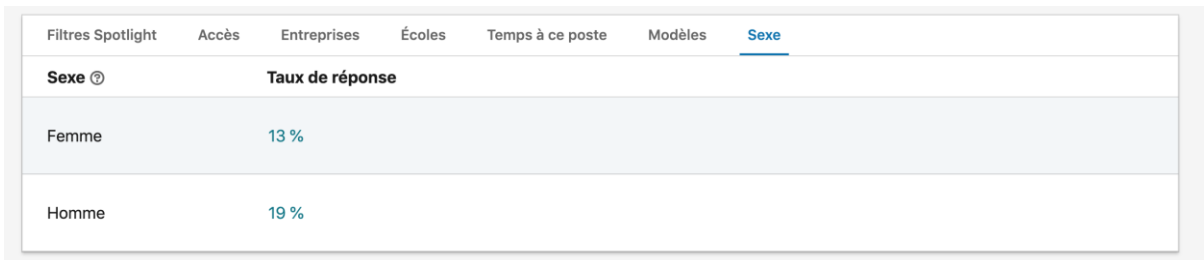 Filtres Spotlight Accès Entreprises Écoles Temps à ce poste Modèles Sexe
Sexe ? Taux de réponse
Femme 13 %
Homme 19 %